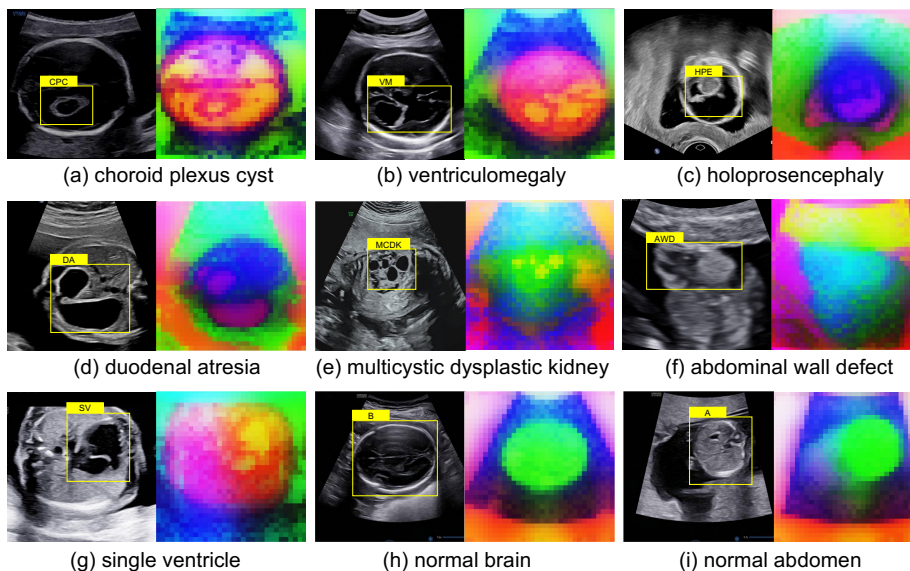 CPC
VM
HPE
(a) choroid plexus cyst
(b) ventriculomegaly
(c) holoprosencephaly
DA
MCDK
AWD
(d) duodenal atresia
(e) multicystic dysplastic kidney
(f) abdominal wall defect
SV
B
A
(g) single ventricle
(h) normal brain
(i) normal abdomen